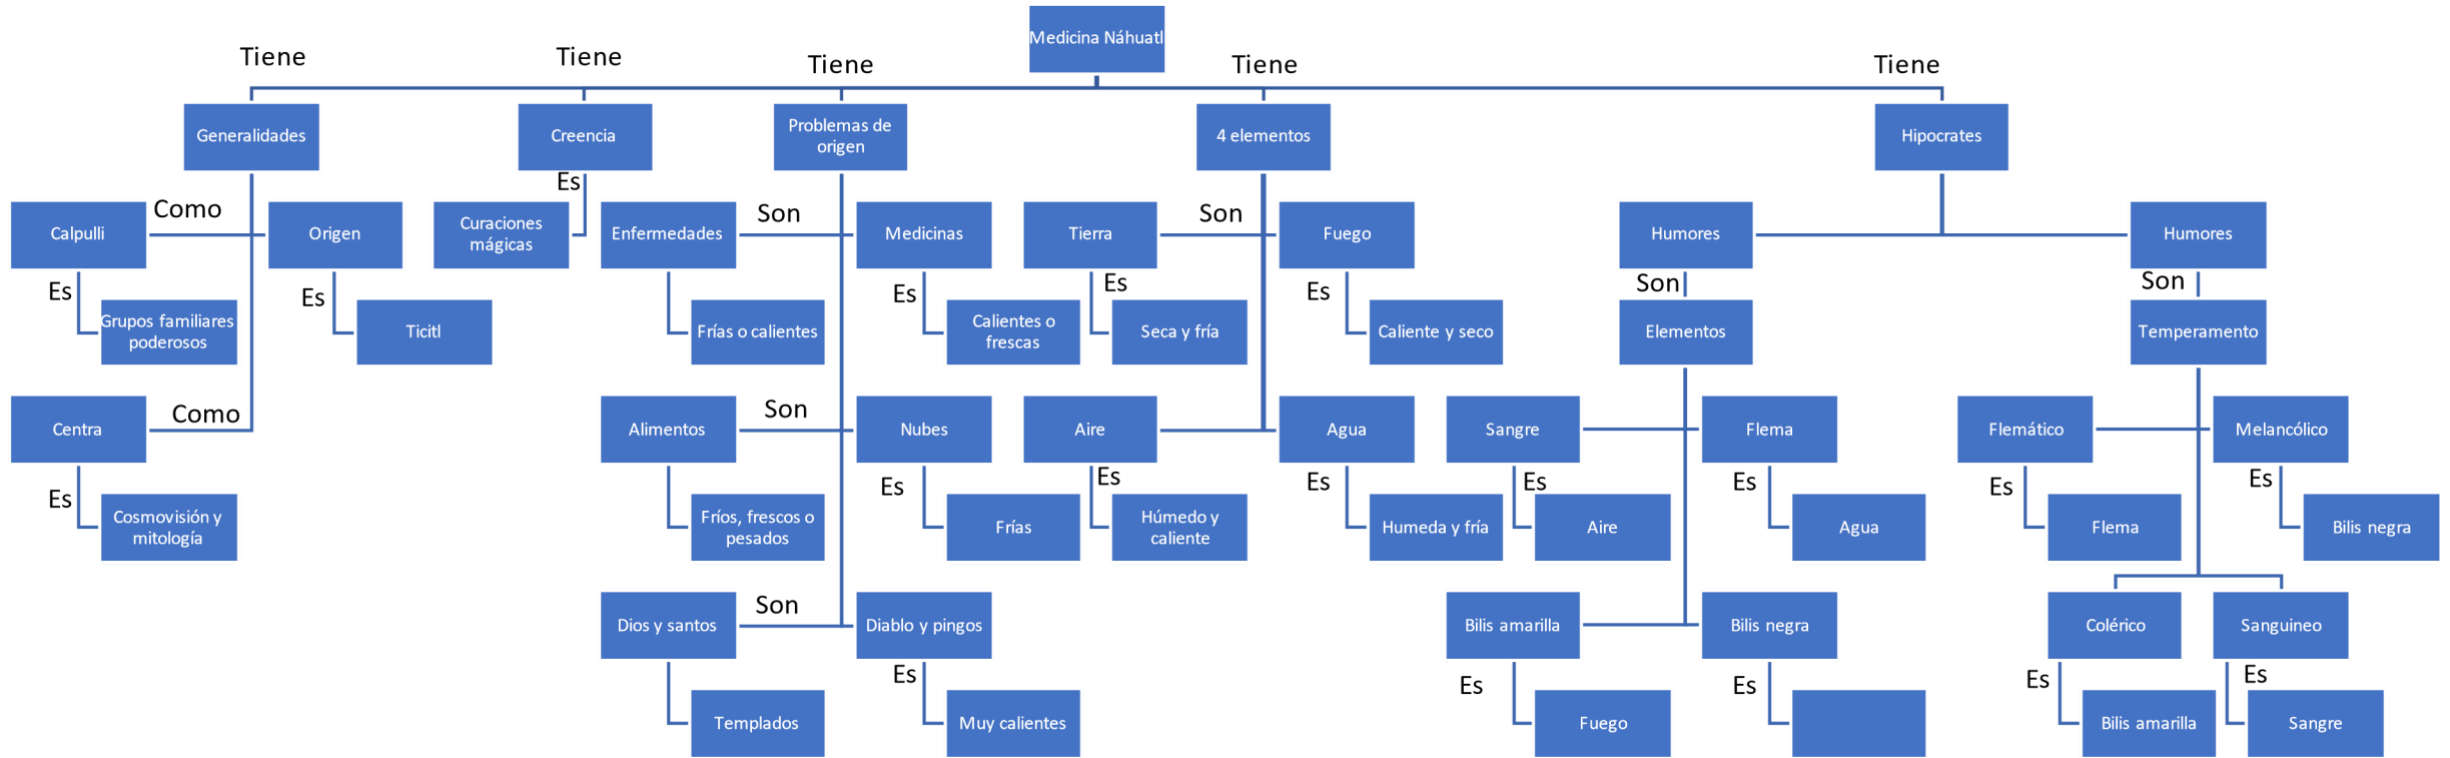 Medicina Náhuatl
Tiene
Tiene
Tiene
Tiene
Tiene
Generalidades
Creencia
Problemas de
origen
4 elementos
Hipocrates
Es
Calpulli
Como
Origen
Curaciones
mágicas
Enfermedades
Son
Medicinas
Tierra
Son
Fuego
Humores
Humores
Es
Es
Es
Es
Es
Son
Son
Grupos familiares
poderosos
Ticitl
Frías o calientes
Calientes o
frescas
Seca y fría
Caliente y seco
Elementos
Temperamento
Centra
Como
Alimentos
Son
Nubes
Aire
Agua
Sangre
Flema
Flemático
Melancólico
Es
Es
Es
Es
Es
Es
Es
Es
Cosmovisión y
mitología
Fríos, frescos o
pesados
Frías
Húmedo y
caliente
Humeda y fría
Aire
Agua
Flema
Bilis negra
Dios y santos
Son
Diablo y pingos
Bilis amarilla
Bilis negra
Colérico
Sanguineo
Es
Es
Es
Es
Es
Templados
Muy calientes
Fuego
Bilis amarilla
Sangre